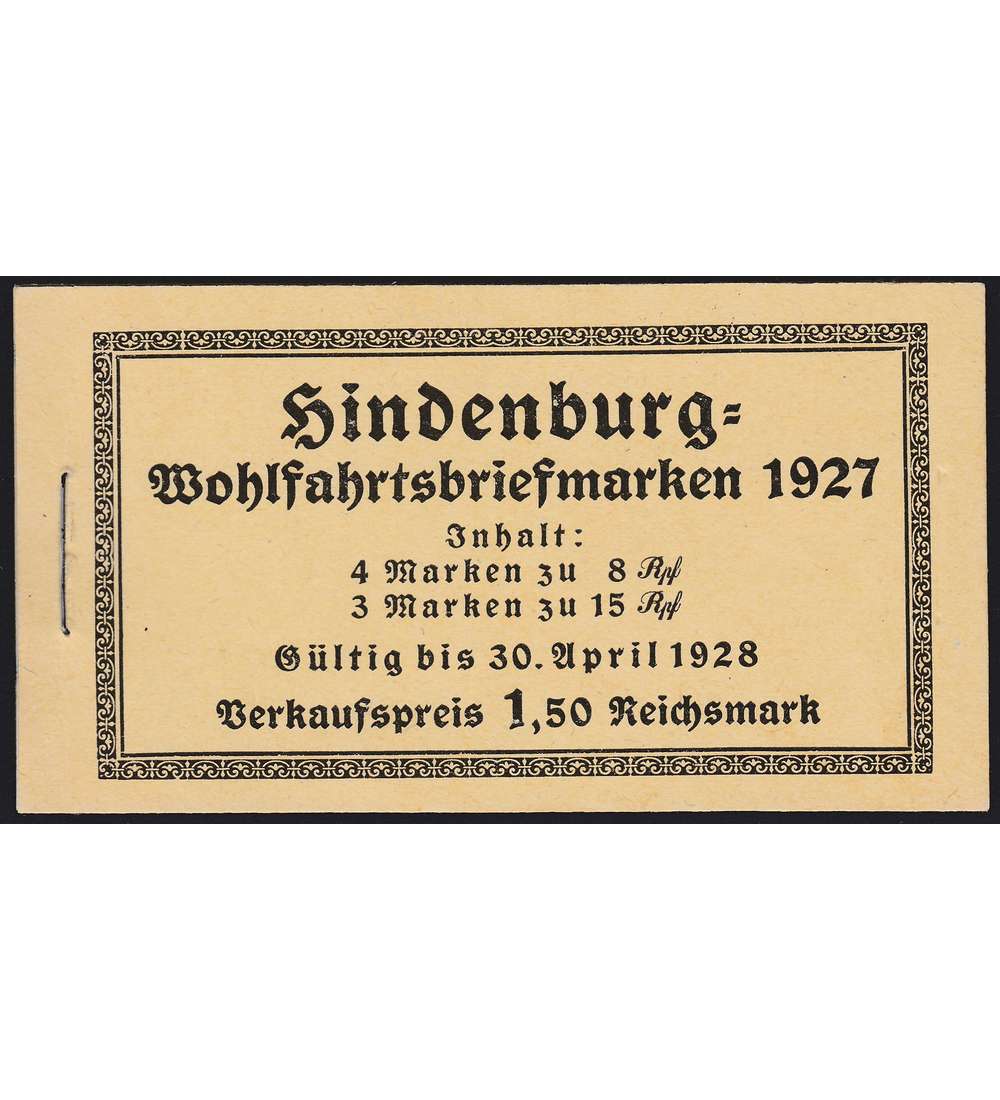 Hindenburg=
Wohlfahrtsbriefmarken 1927
Inhalt:
4 Marken zu 8 Rpf
3 Marken zu 15 Rpf
Gültig bis 30. April 1928
Verkaufspreis 1,50 Reichsmark